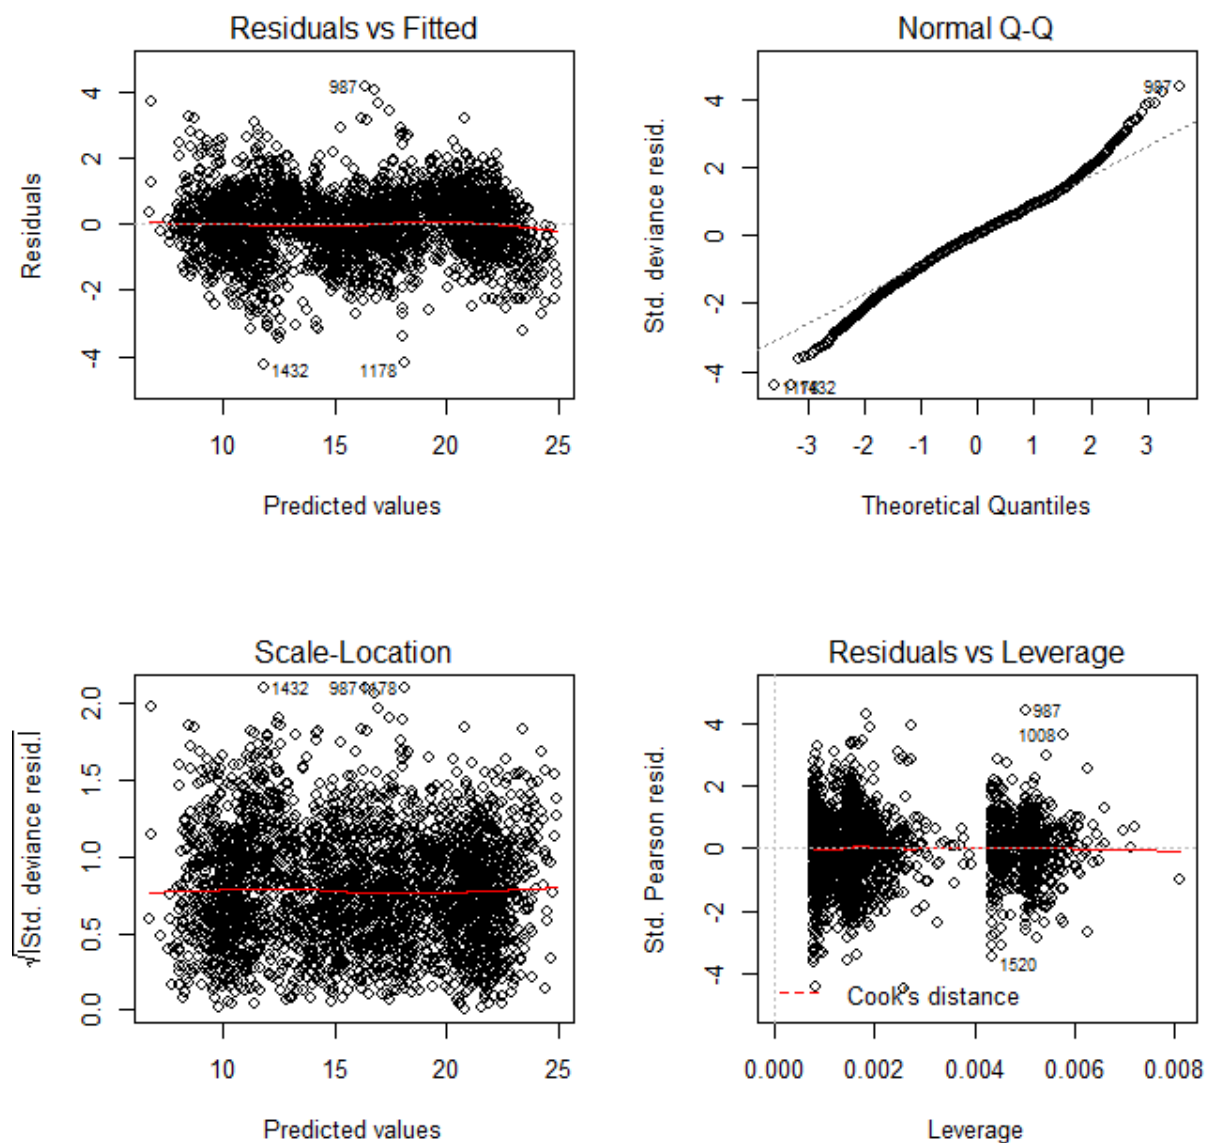 Residuals vs Fitted
Residuals
4
2
0
-2
-4
987
1432
1178
10 15 20 25
Predicted values
Normal Q-Q
Std. deviance resid.
4
2
0
-2
-4
987
1432
-3 -2 -1 0 1 2 3
Theoretical Quantiles
Scale-Location
√|Std. deviance resid.|
2.0
1.5
1.0
0.5
0.0
1432 987 1178
10 15 20 25
Predicted values
Residuals vs Leverage
Std. Pearson resid.
4
2
0
-2
-4
987
1008
1520
Cook's distance
0.000 0.002 0.004 0.006 0.008
Leverage